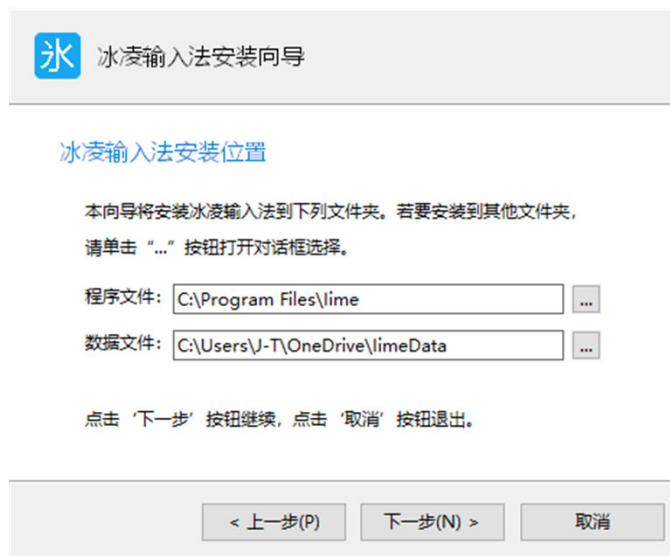 冰
冰凌输入法安装向导
冰凌输入法安装位置
本向导将安装冰凌输入法到下列文件夹。若要安装到其他文件夹，
请单击“...”按钮打开对话框选择。
程序文件： C:\Program Files\Iime ...
数据文件： C:\Users\J-T\OneDrive\IimeData ...
点击‘下一步’按钮继续，点击‘取消’按钮退出。
< 上一步(P) 下一步(N) > 取消